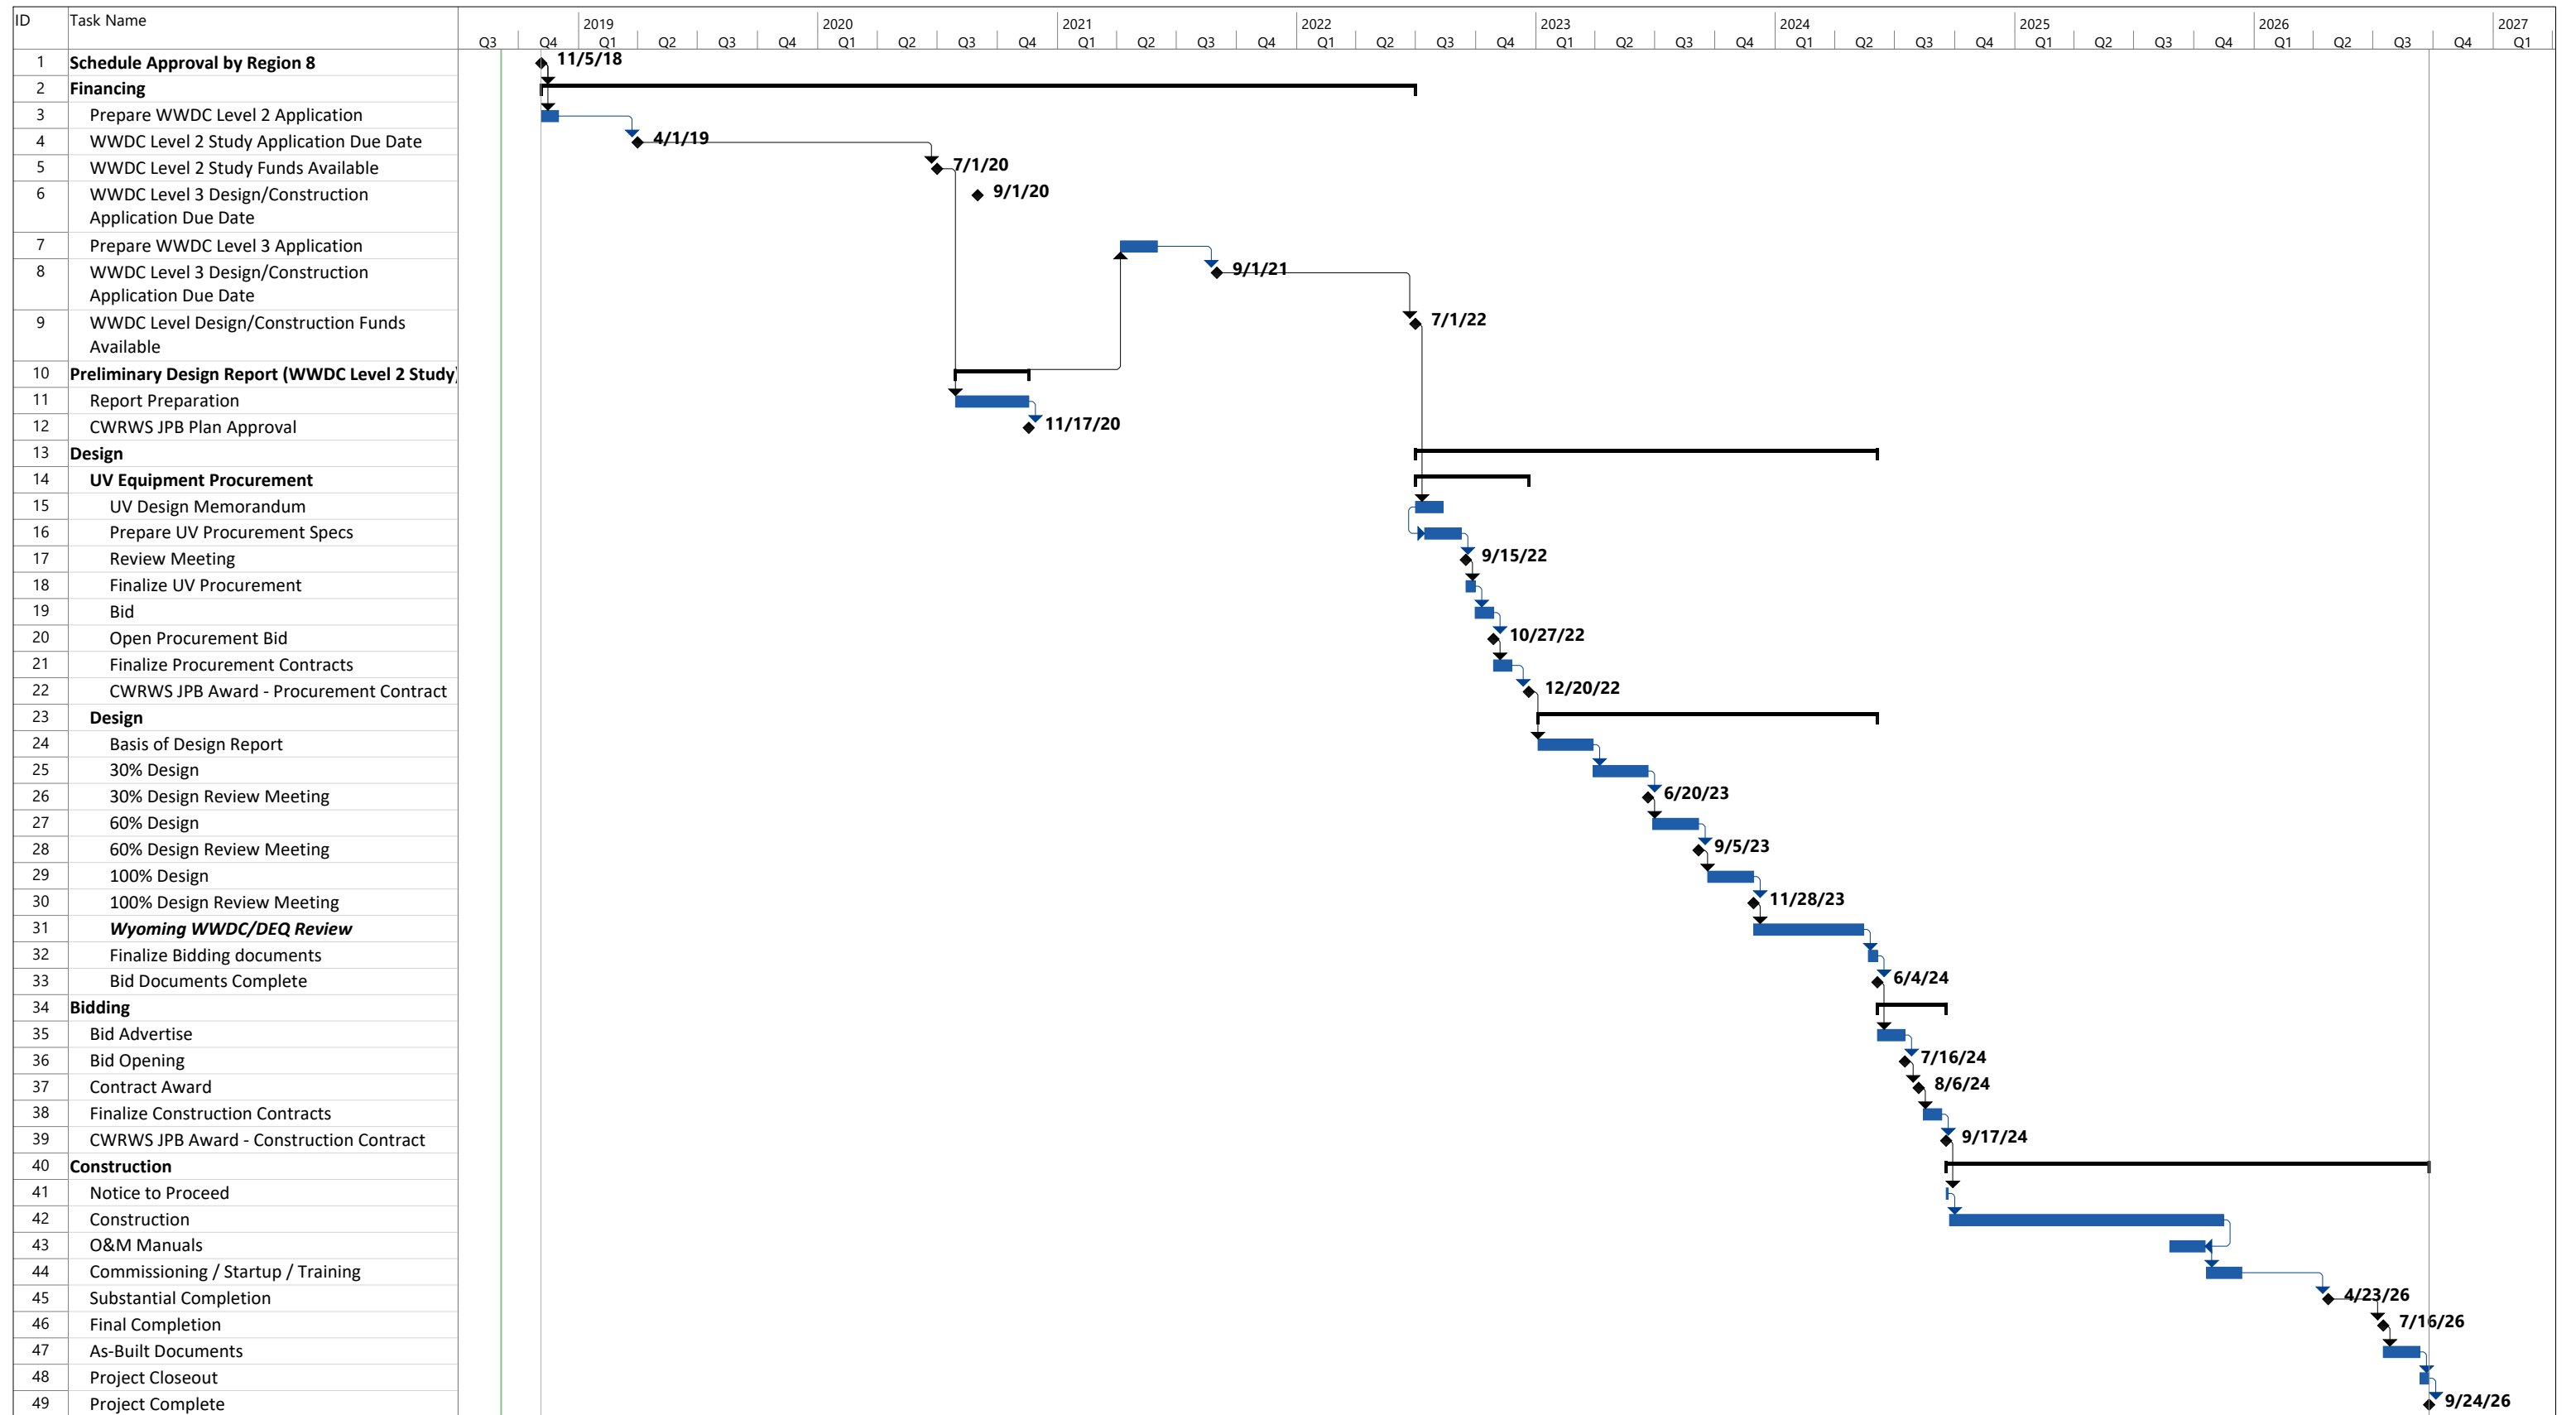 ID Task Name 2019 2020 2021 2022 2023 2024 2025 2026 2027
Q3 Q4 Q1 Q2 Q3 Q4 Q1 Q2 Q3 Q4 Q1 Q2 Q3 Q4 Q1 Q2 Q3 Q4 Q1 Q2 Q3 Q4 Q1 Q2 Q3 Q4 Q1 Q2 Q3 Q4 Q1 Q2 Q3 Q4 Q1
1 Schedule Approval by Region 8 11/5/18
2 Financing
3 Prepare WWDC Level 2 Application
4 WWDC Level 2 Study Application Due Date 4/1/19
5 WWDC Level 2 Study Funds Available 7/1/20
6 WWDC Level 3 Design/Construction 9/1/20
Application Due Date
7 Prepare WWDC Level 3 Application
8 WWDC Level 3 Design/Construction 9/1/21
Application Due Date
9 WWDC Level Design/Construction Funds 7/1/22
Available
10 Preliminary Design Report (WWDC Level 2 Study)
11 Report Preparation
12 CWRWS JPB Plan Approval 11/17/20
13 Design
14 UV Equipment Procurement
15 UV Design Memorandum
16 Prepare UV Procurement Specs
17 Review Meeting 9/15/22
18 Finalize UV Procurement
19 Bid
20 Open Procurement Bid 10/27/22
21 Finalize Procurement Contracts
22 CWRWS JPB Award - Procurement Contract 12/20/22
23 Design
24 Basis of Design Report
25 30% Design
26 30% Design Review Meeting 6/20/23
27 60% Design
28 60% Design Review Meeting 9/5/23
29 100% Design
30 100% Design Review Meeting 11/28/23
31 Wyoming WWDC/DEQ Review
32 Finalize Bidding documents
33 Bid Documents Complete 6/4/24
34 Bidding
35 Bid Advertise
36 Bid Opening 7/16/24
37 Contract Award 8/6/24
38 Finalize Construction Contracts
39 CWRWS JPB Award - Construction Contract 9/17/24
40 Construction
41 Notice to Proceed
42 Construction
43 O&M Manuals
44 Commissioning / Startup / Training
45 Substantial Completion 4/23/26
46 Final Completion 7/16/26
47 As-Built Documents
48 Project Closeout
49 Project Complete 9/24/26